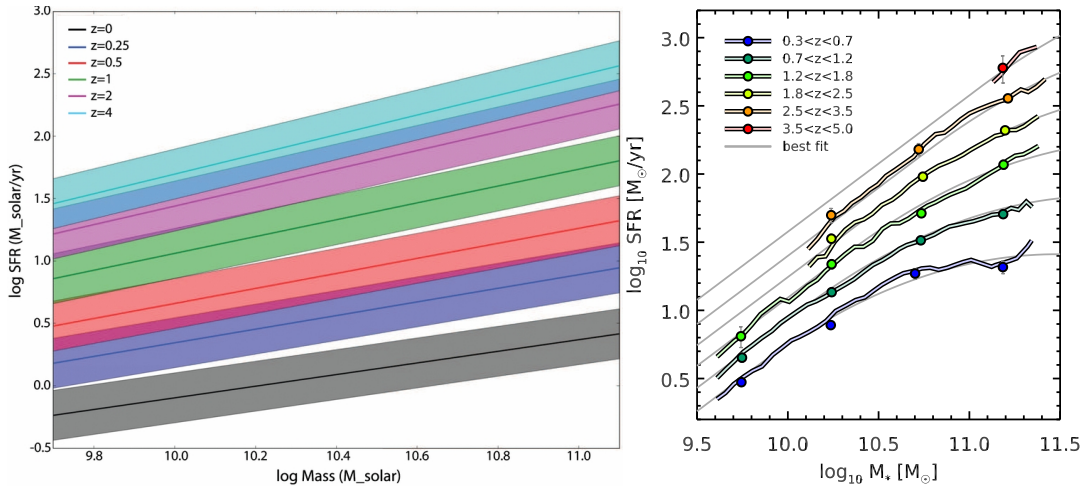 3.0
2.5
2.0
1.5
1.0
0.5
0.0
-0.5
log SFR (M_solar/yr)
z=0
z=0.25
z=0.5
z=1
z=2
z=4
9.8
10.0
10.2
10.4
10.6
10.8
11.0
log Mass (M_solar)
3.0
2.5
2.0
1.5
1.0
0.5
log₁₀ SFR [M☉/yr]
0.3<z<0.7
0.7<z<1.2
1.2<z<1.8
1.8<z<2.5
2.5<z<3.5
3.5<z<5.0
best fit
9.5
10.0
10.5
11.0
11.5
log₁₀ M* [M☉]